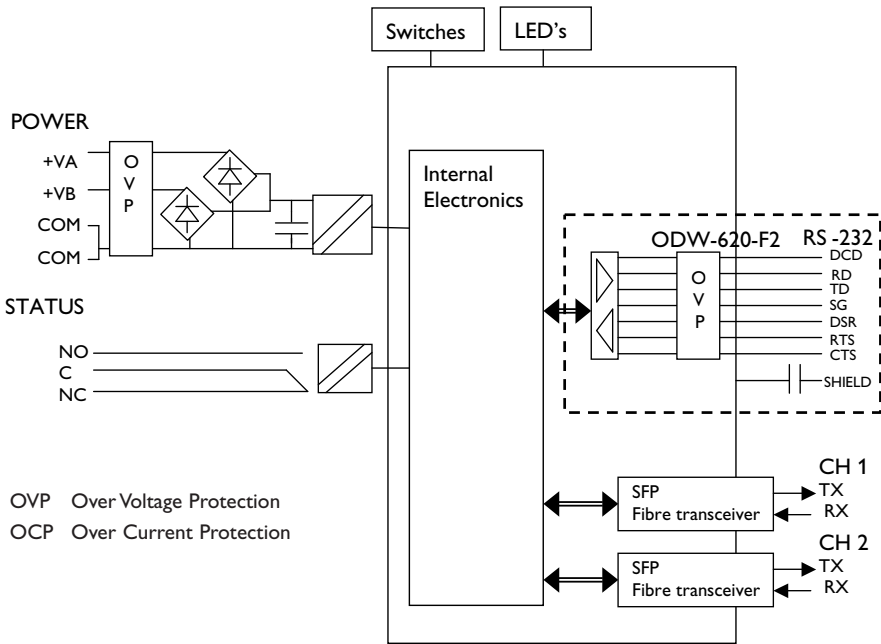 Switches
LED's
POWER
+VA
+VB
COM
COM
O
V
P
Internal
Electronics
ODW-620-F2
RS -232
O
V
P
DCD
RD
TD
SG
DSR
RTS
CTS
SHIELD
STATUS
NO
C
NC
OVP Over Voltage Protection
OCP Over Current Protection
SFP
Fibre transceiver
CH 1
TX
RX
SFP
Fibre transceiver
CH 2
TX
RX